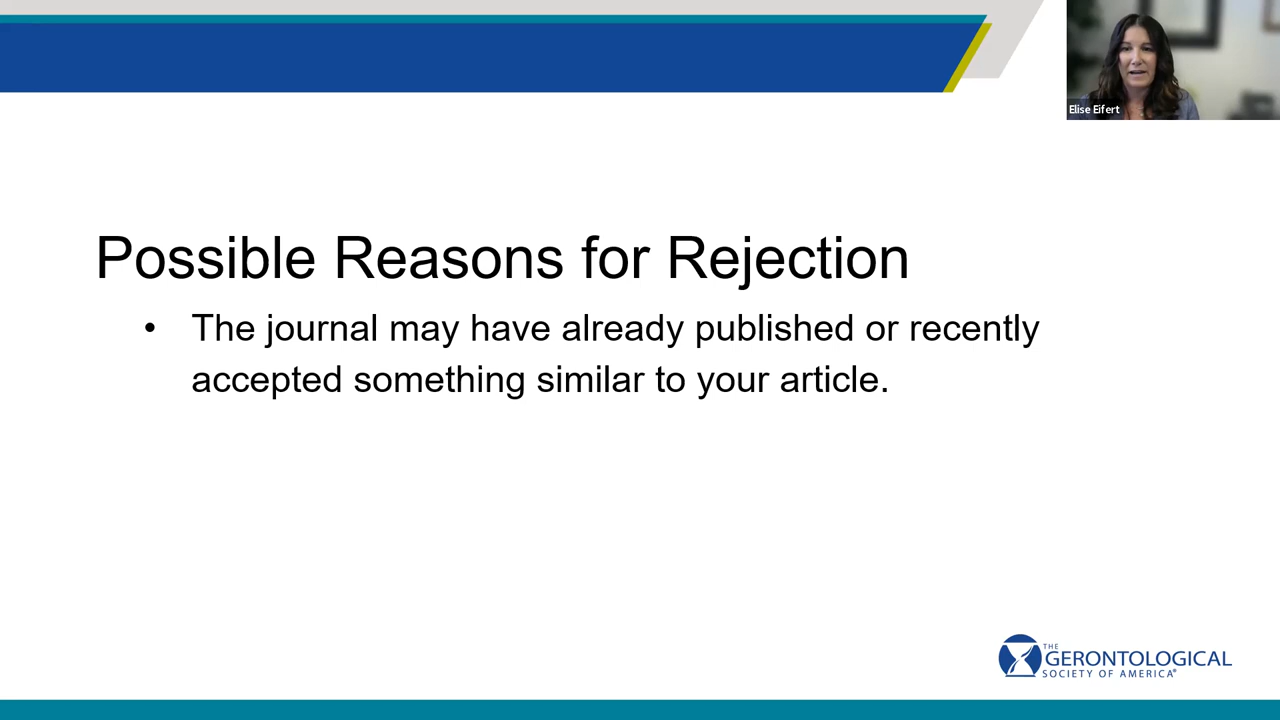 Elise Eifert
Possible Reasons for Rejection
• The journal may have already published or recently
accepted something similar to your article.
THE
GERONTOLOGICAL
SOCIETY OF AMERICA®